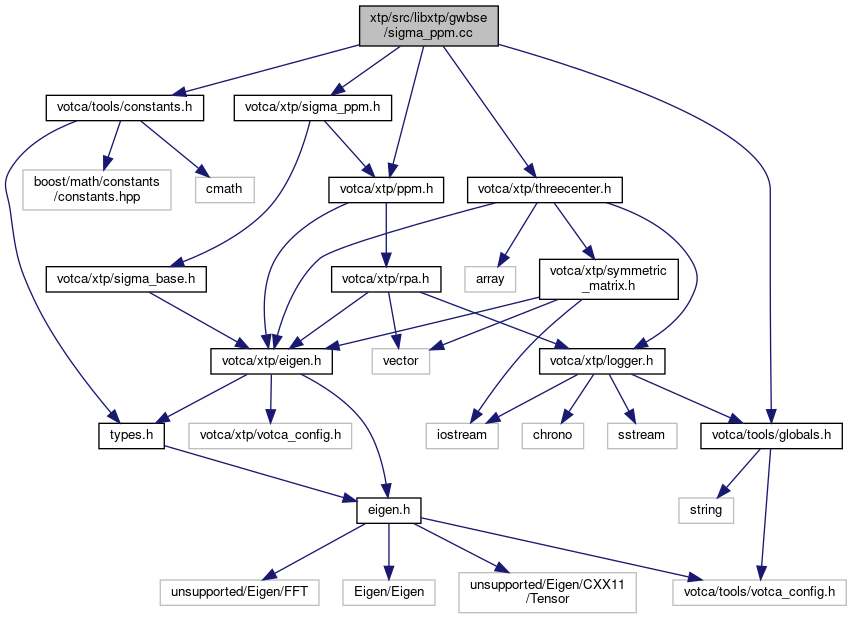 xtp/src/libxtp/gwbse
/sigma_ppm.cc
votca/tools/constants.h
votca/xtp/sigma_ppm.h
boost/math/constants
/constants.hpp
cmath
votca/xtp/ppm.h
votca/xtp/threecenter.h
votca/xtp/sigma_base.h
votca/xtp/rpa.h
array
votca/xtp/symmetric
_matrix.h
votca/xtp/eigen.h
vector
votca/xtp/logger.h
types.h
votca/xtp/votca_config.h
iostream
chrono
sstream
votca/tools/globals.h
eigen.h
string
unsupported/Eigen/FFT
Eigen/Eigen
unsupported/Eigen/CXX11
/Tensor
votca/tools/votca_config.h